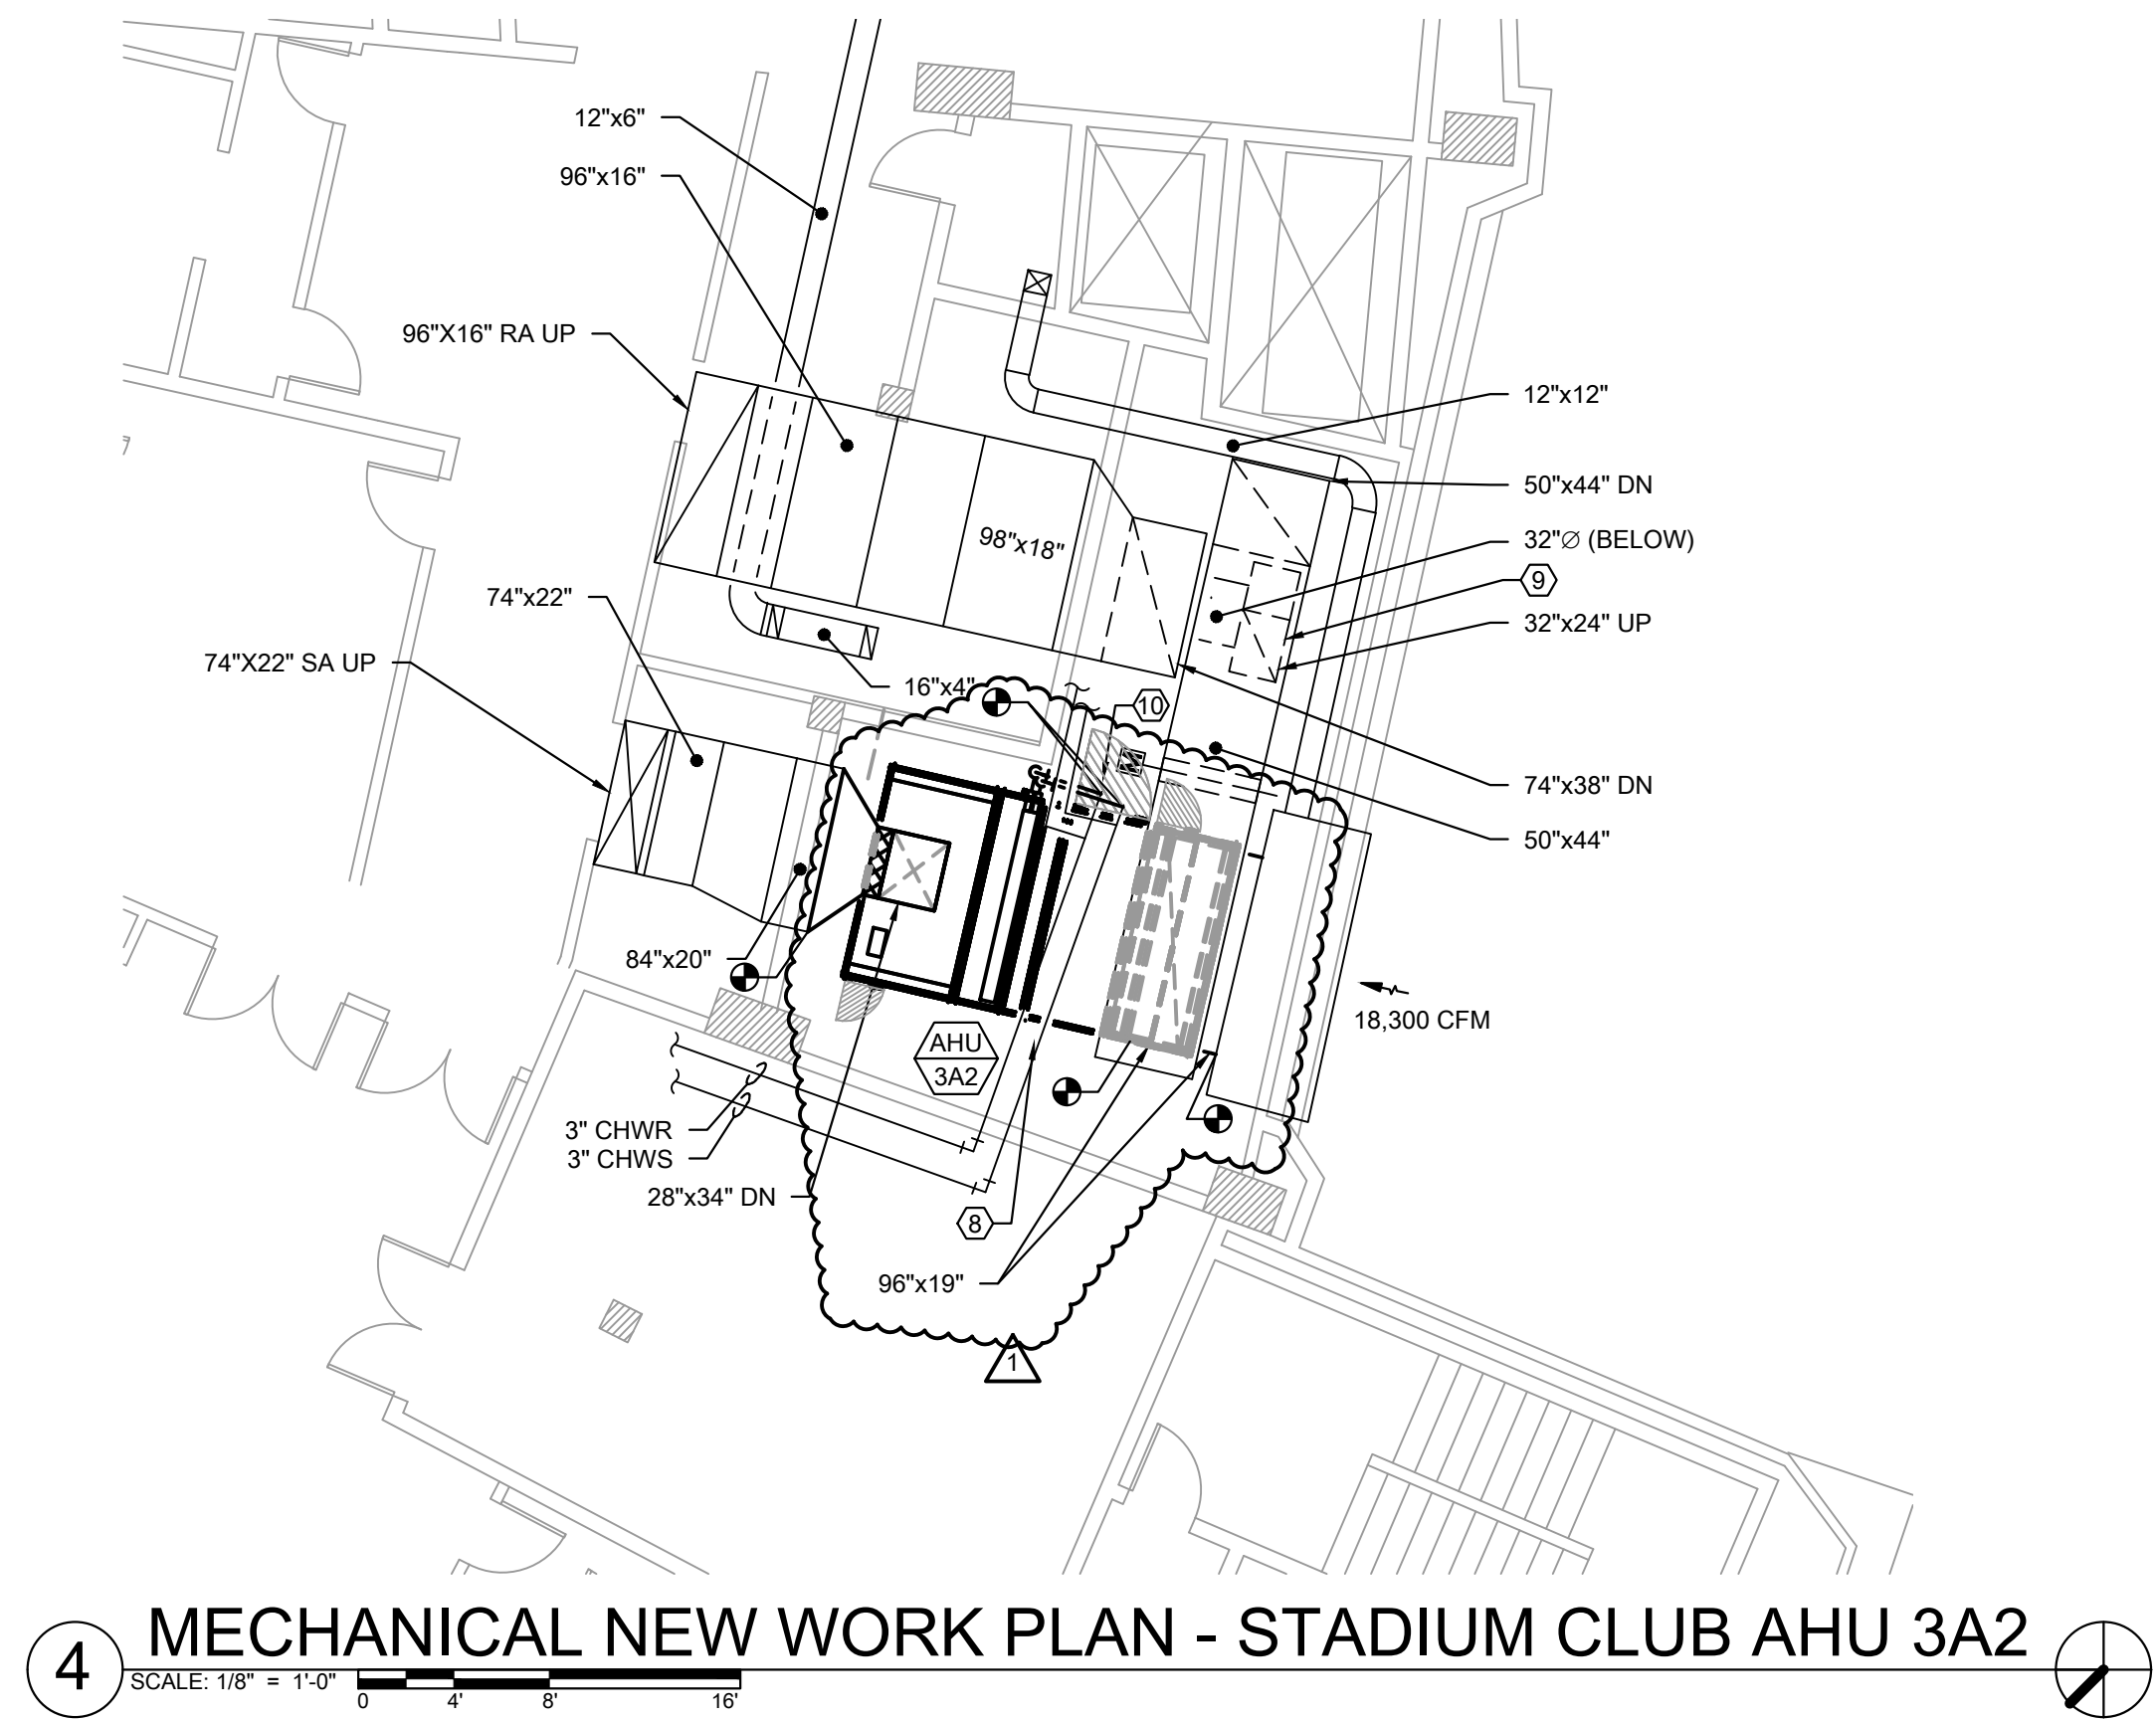 12"x6"
96"x16"
96"X16" RA UP
12"x12"
50"x44" DN
98"x18"
32"∅ (BELOW)
9
74"x22"
32"x24" UP
74"X22" SA UP
16"x4"
10
74"x38" DN
50"x44"
84"x20"
18,300 CFM
AHU
3A2
3" CHWR
3" CHWS
28"x34" DN
8
96"x19"
1
4
MECHANICAL NEW WORK PLAN - STADIUM CLUB AHU 3A2
SCALE: 1/8" = 1'-0"
0 4' 8' 16'